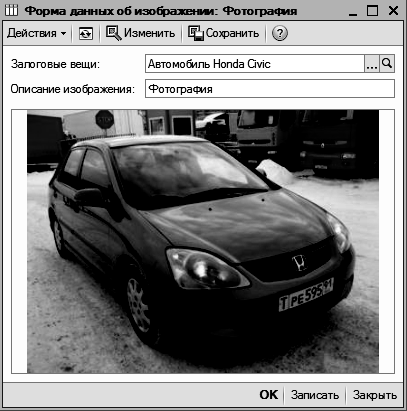 Форма данных об изображении: Фотография
Действия Изменить Сохранить ?
Залоговые вещи: Автомобиль Honda Civic ...
Описание изображения: Фотография
OK Записать Закрыть